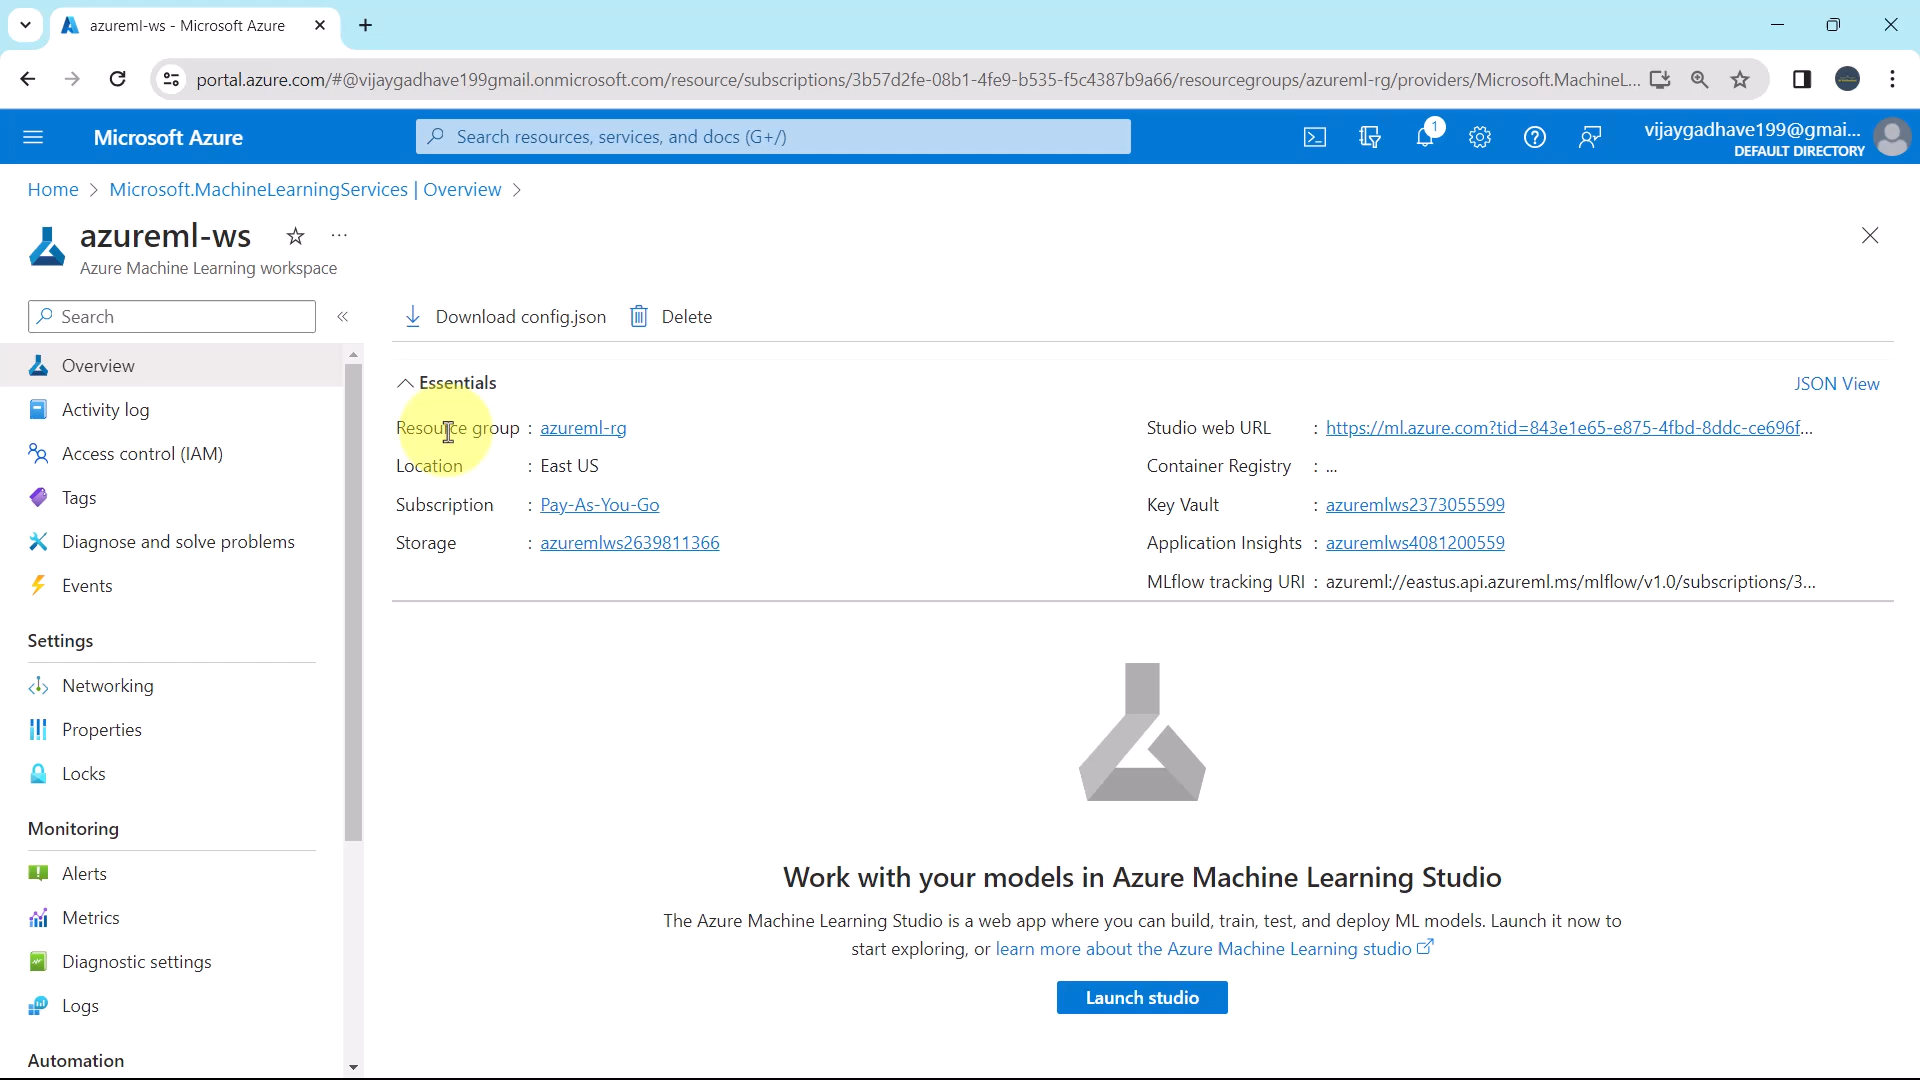 azureml-ws - Microsoft Azure
portal.azure.com/#@vijaygadhave199gmail.onmicrosoft.com/resource/subscriptions/3b57d2fe-08b1-4fe9-b535-f5c4387b9a66/resourcegroups/azureml-rg/providers/Microsoft.MachineL...
Microsoft Azure
Search resources, services, and docs (G+/)
1
vijaygadhave199@gmai...
DEFAULT DIRECTORY
Home > Microsoft.MachineLearningServices | Overview >
azureml-ws
Azure Machine Learning workspace
Search
Overview
Activity log
Access control (IAM)
Tags
Diagnose and solve problems
Events
Settings
Networking
Properties
Locks
Monitoring
Alerts
Metrics
Diagnostic settings
Logs
Automation
Download config.json
Delete
Essentials
JSON View
Resource group : azureml-rg
Location : East US
Subscription : Pay-As-You-Go
Storage : azuremlws2639811366
Studio web URL : https://ml.azure.com?tid=843e1e65-e875-4fbd-8ddc-ce696f...
Container Registry : ...
Key Vault : azuremlws2373055599
Application Insights : azuremlws4081200559
MLflow tracking URI : azureml://eastus.api.azureml.ms/mlflow/v1.0/subscriptions/3...
Work with your models in Azure Machine Learning Studio
The Azure Machine Learning Studio is a web app where you can build, train, test, and deploy ML models. Launch it now to
start exploring, or learn more about the Azure Machine Learning studio
Launch studio